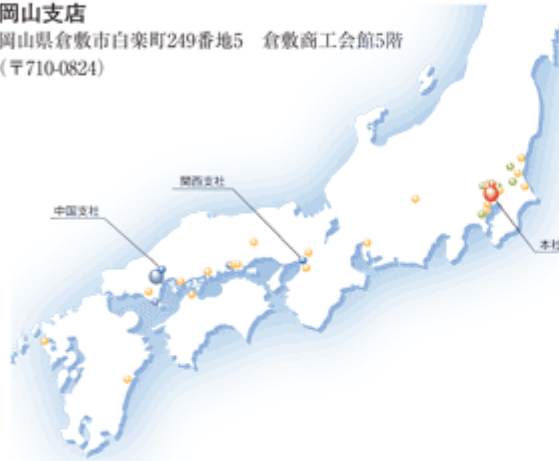 岡山支店
岡山県倉敷市白楽町249番地5　倉敷商工会館5階
(〒710-0824)
関西支社
中国支社
本社